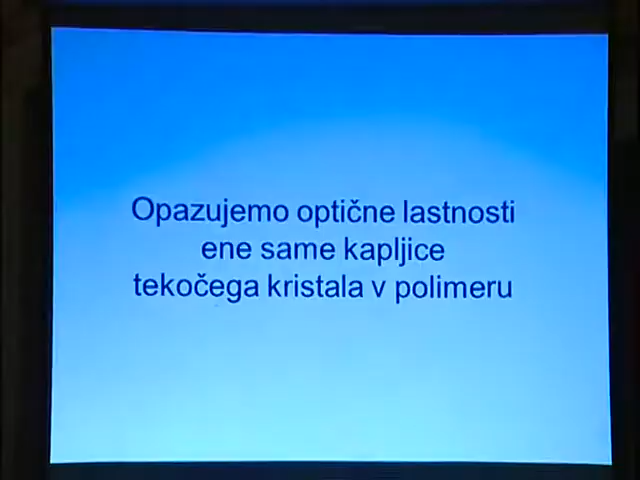 Opazujemo optične lastnosti
ene same kapljice
tekočega kristala v polimeru